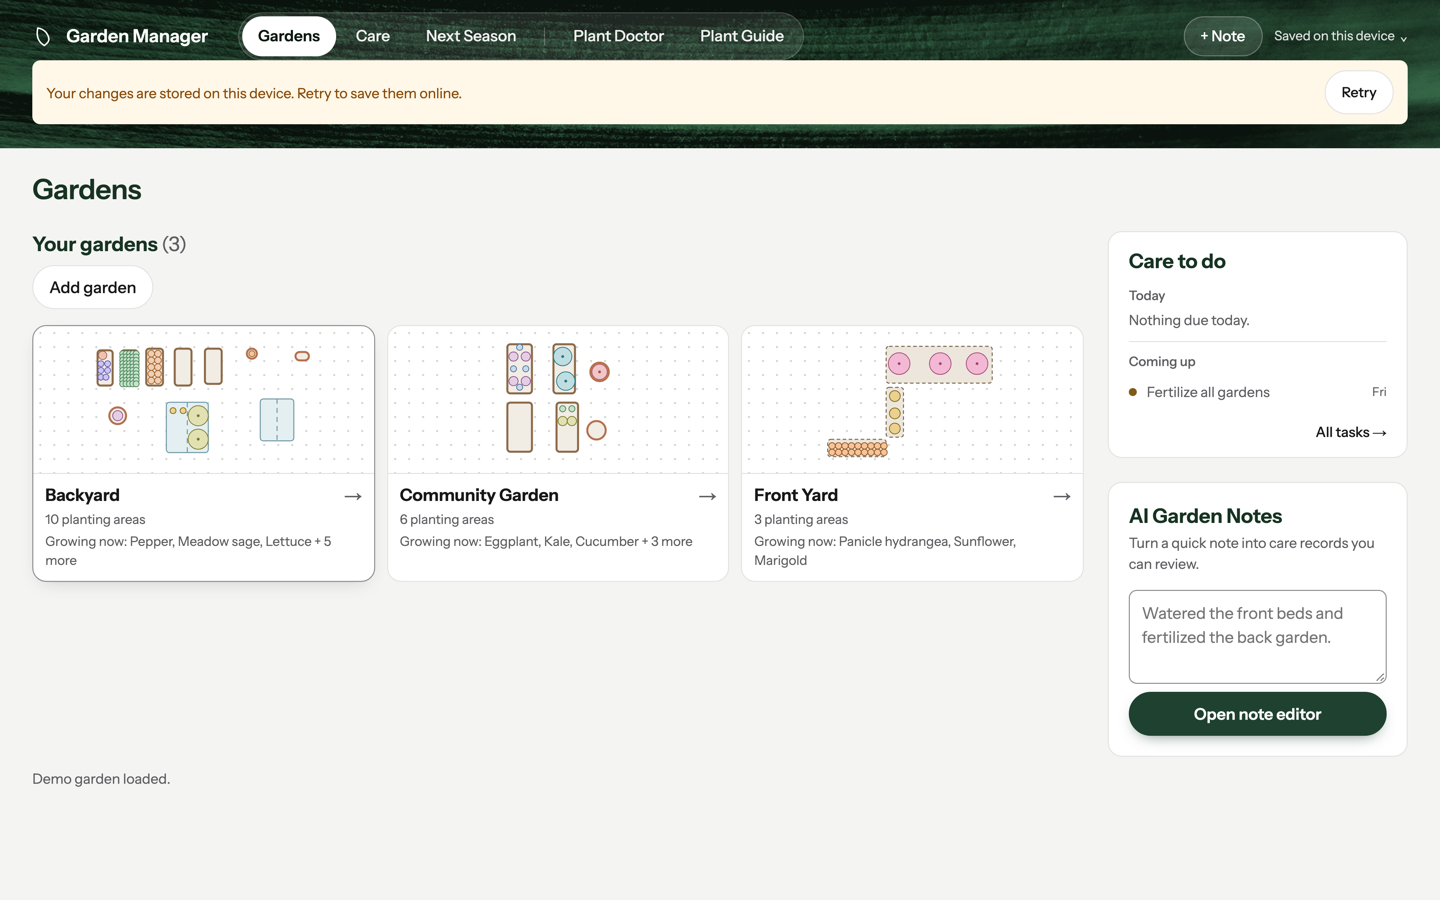 Garden Manager
Gardens
Care
Next Season
Plant Doctor
Plant Guide
+ Note
Saved on this device
Your changes are stored on this device. Retry to save them online.
Retry
Gardens
Your gardens (3)
Add garden
Backyard →
10 planting areas
Growing now: Pepper, Meadow sage, Lettuce + 5
more
Community Garden →
6 planting areas
Growing now: Eggplant, Kale, Cucumber + 3 more
Front Yard →
3 planting areas
Growing now: Panicle hydrangea, Sunflower,
Marigold
Care to do
Today
Nothing due today.
Coming up
Fertilize all gardens Fri
All tasks →
AI Garden Notes
Turn a quick note into care records you
can review.
Watered the front beds and
fertilized the back garden.
Open note editor
Demo garden loaded.